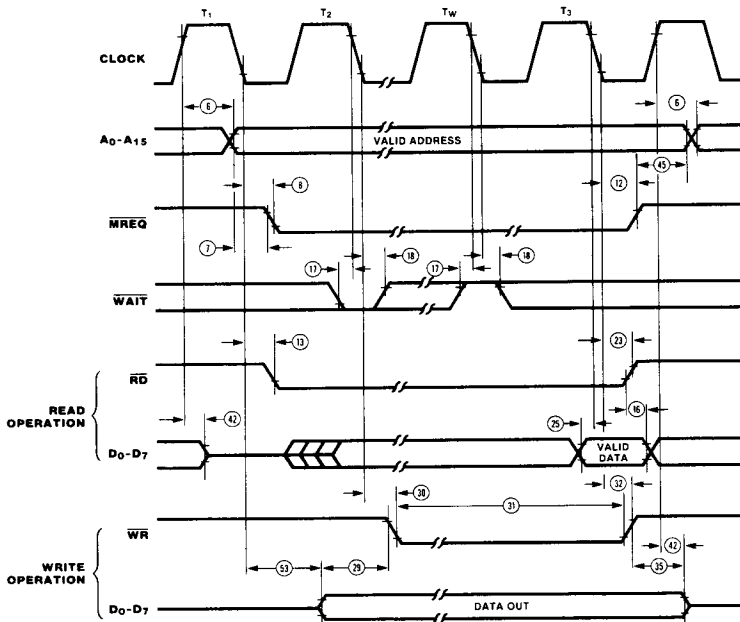 T1 T2 TW T3
CLOCK
6 6
A0-A15 VALID ADDRESS
45
8 12
MREQ
7
17 18 17 18
WAIT
13 23
RD
READ OPERATION
42 25 16
D0-D7 VALID DATA
32
30 31
WR
WRITE OPERATION
53 29 42
35
D0-D7 DATA OUT